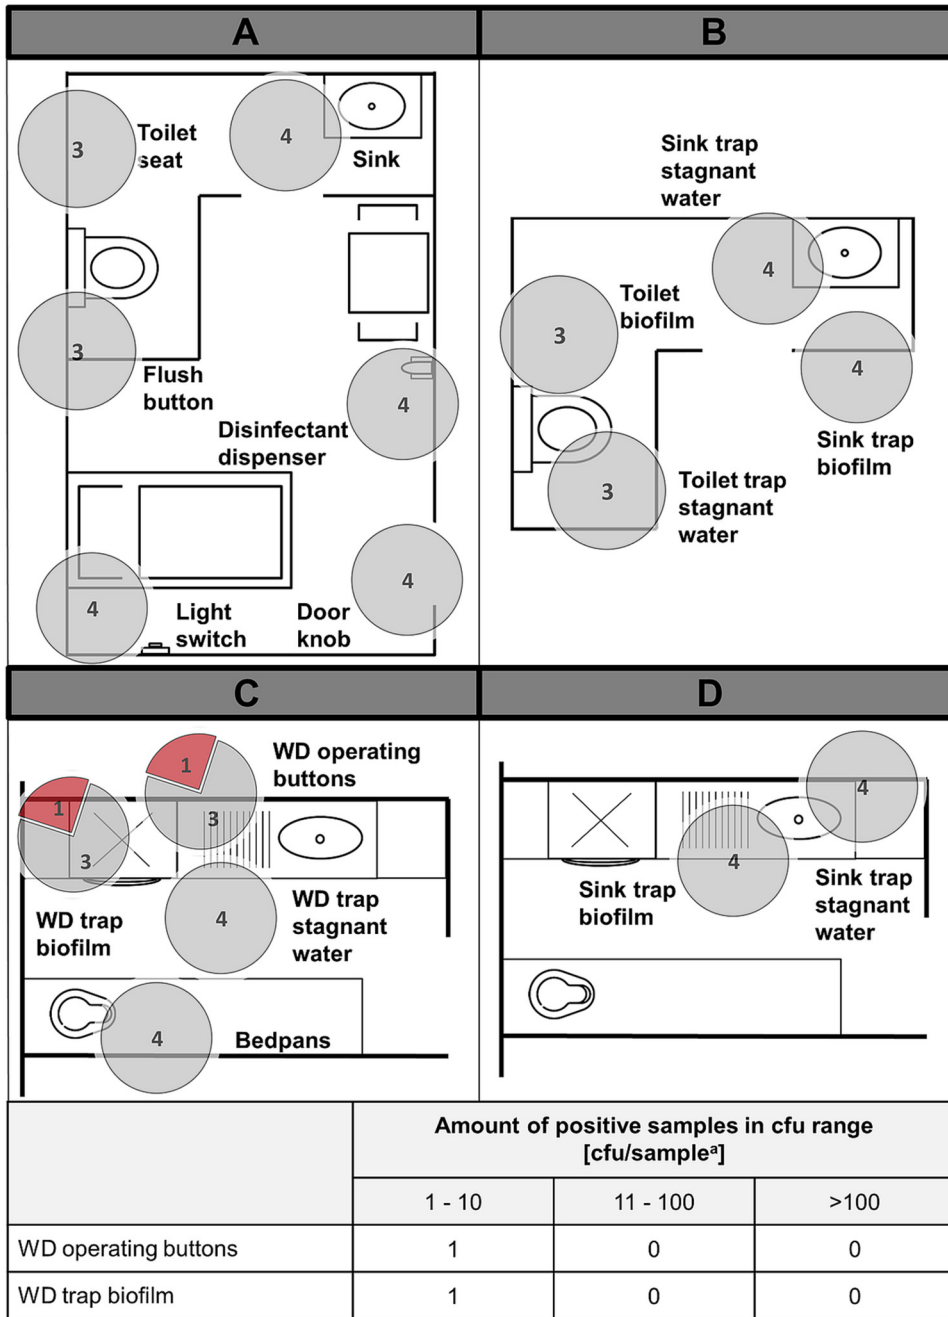 A
B
3
Toilet
seat
4
Sink
3
Flush
button
Disinfectant
dispenser
4
4
Light
switch
Door
knob
4
Sink trap
stagnant
water
4
Toilet
biofilm
3
4
Sink trap
biofilm
3
Toilet trap
stagnant
water
C
D
1
3
1
3
WD operating
buttons
WD trap
biofilm
4
WD trap
stagnant
water
4
Bedpans
4
Sink trap
biofilm
4
Sink trap
stagnant
water
Amount of positive samples in cfu range
[cfu/sampleª]
1 - 10 11 - 100 >100
WD operating buttons 1 0 0
WD trap biofilm 1 0 0